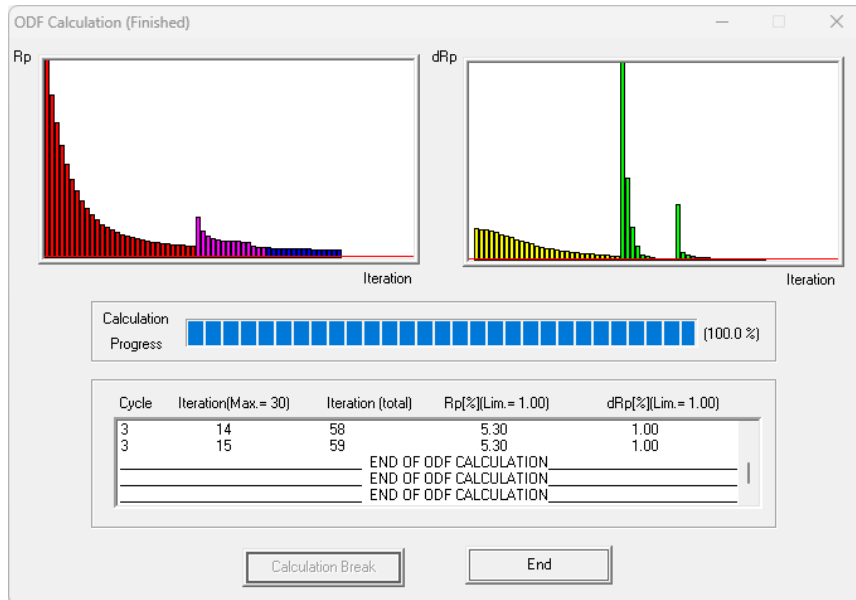 ODF Calculation (Finished)
Rp
dRp
Iteration
Iteration
Calculation
Progress
(100.0 %)
Cycle Iteration(Max.= 30) Iteration (total) Rp[%](Lim.= 1.00) dRp[%](Lim.= 1.00)
3 14 58 5.30 1.00
3 15 59 5.30 1.00
END OF ODF CALCULATION
END OF ODF CALCULATION
END OF ODF CALCULATION
Calculation Break
End